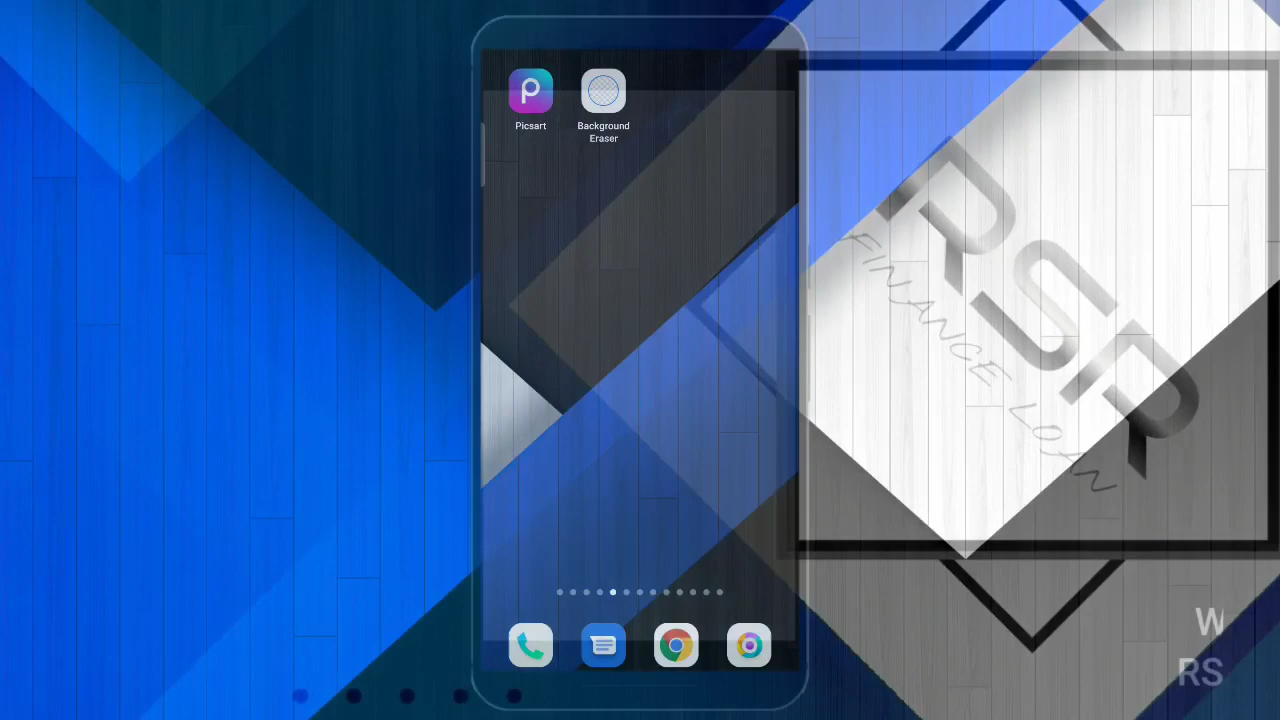 Picsart
Background
Eraser
RSR
FINANCE LOAN
W
RS